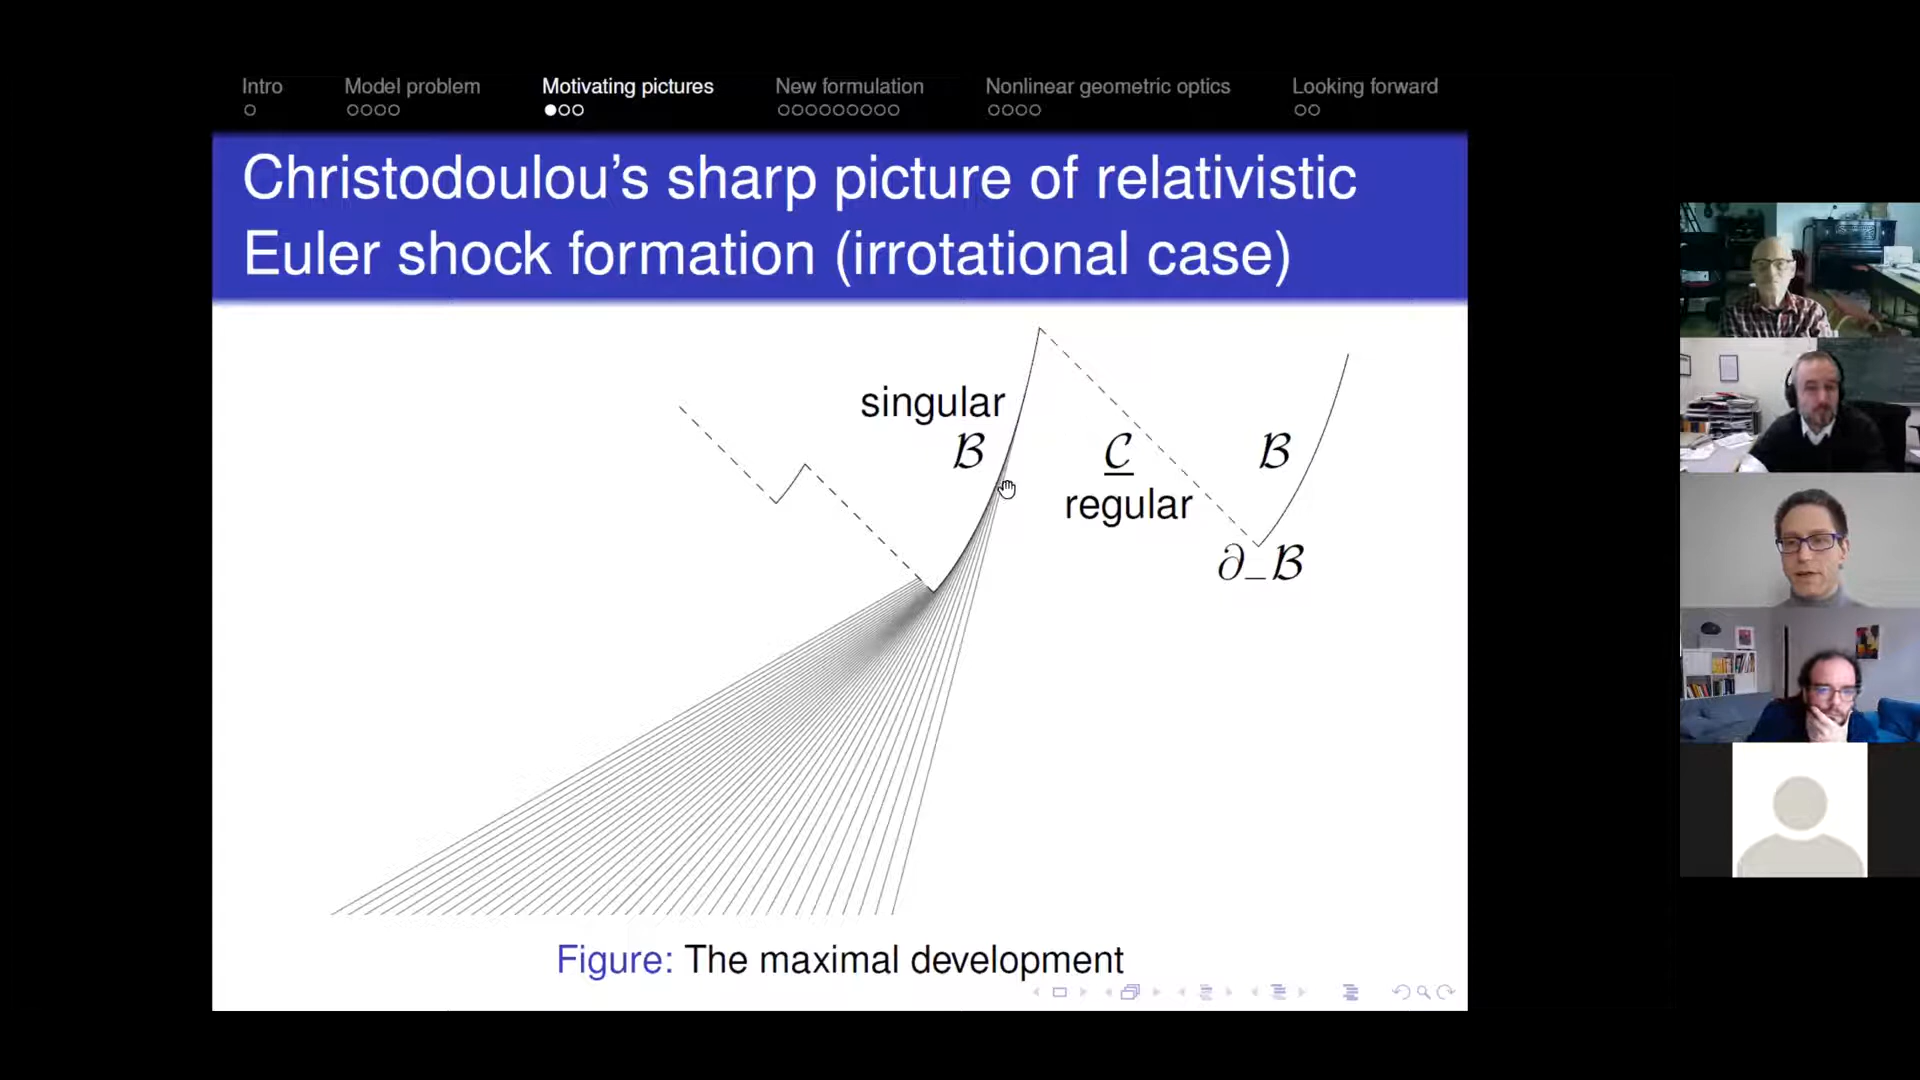 Intro
Model problem
Motivating pictures
New formulation
Nonlinear geometric optics
Looking forward
Christodoulou’s sharp picture of relativistic
Euler shock formation (irrotational case)
singular
ℬ
𝒞̲
regular
ℬ
∂₋ℬ
Figure: The maximal development